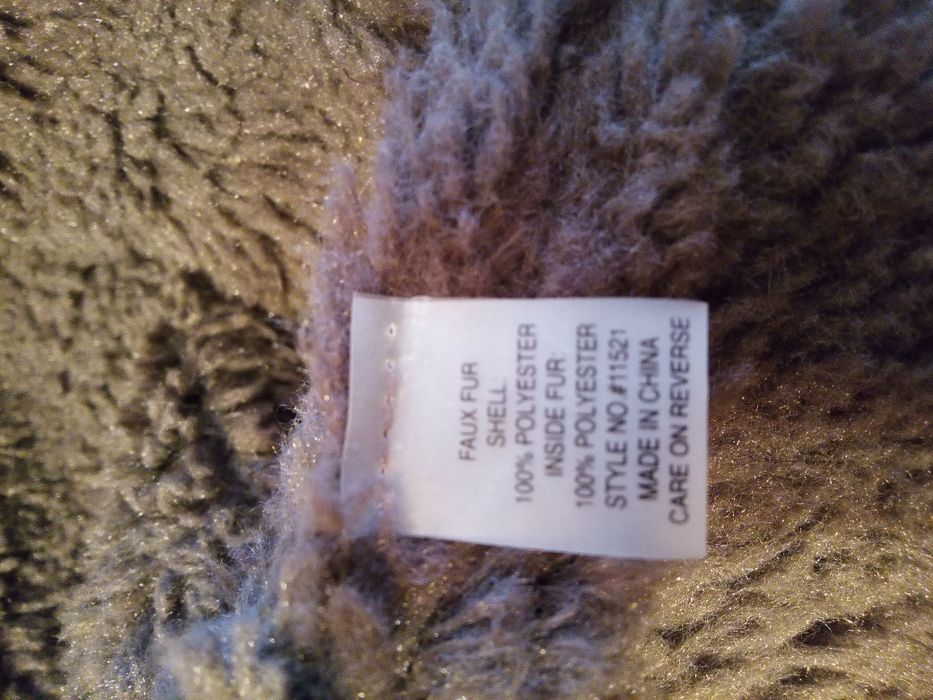 FAUX FUR
SHELL:
100% POLYESTER
INSIDE FUR:
100% POLYESTER
STYLE NO #11521
MADE IN CHINA
CARE ON REVERSE